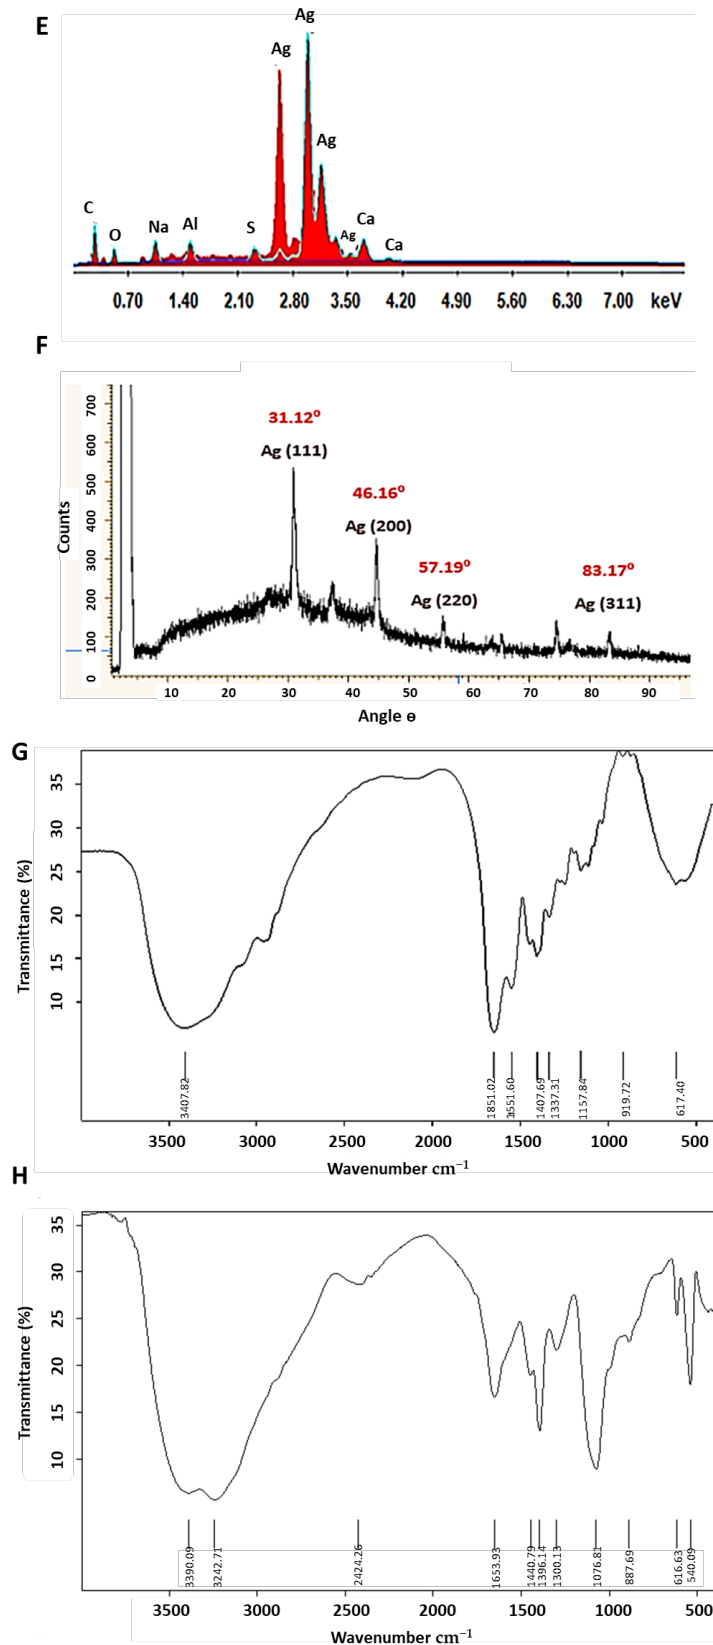 E
Ag
Ag
Ag
C
O
Na
Al
S
Ag
Ca
Ca
0.70 1.40 2.10 2.80 3.50 4.20 4.90 5.60 6.30 7.00 keV
F
700
600
500
400
300
200
100
0
Counts
31.12°
Ag (111)
46.16°
Ag (200)
57.19°
Ag (220)
83.17°
Ag (311)
10 20 30 40 50 60 70 80 90
Angle ɵ
G
35
30
25
20
15
10
Transmittance (%)
3407.82
1851.02
1551.60
1407.69
1337.31
1157.84
919.72
617.40
3500 3000 2500 2000 1500 1000 500
Wavenumber cm⁻¹
H
35
30
25
20
15
10
Transmittance (%)
3390.09
3242.71
2424.26
1653.93
1440.79
1396.14
1300.13
1076.81
887.69
616.63
540.09
3500 3000 2500 2000 1500 1000 500
Wavenumber cm⁻¹